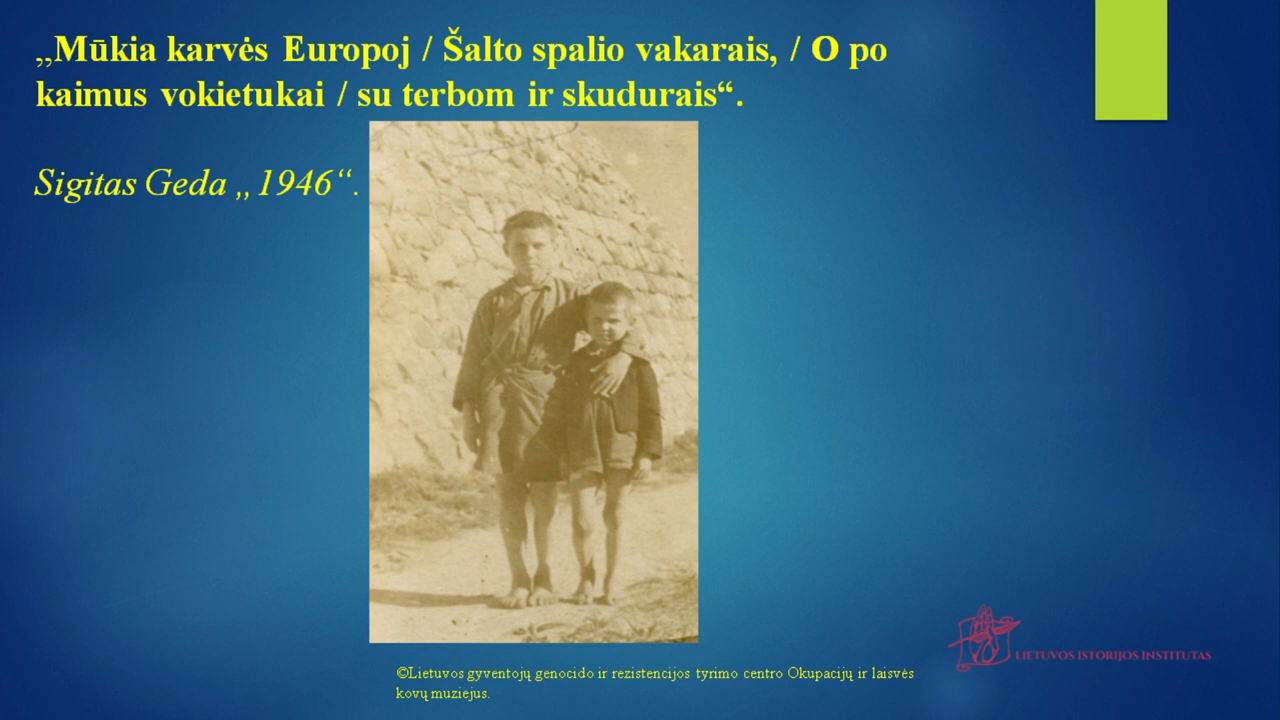 „Mūkia karvės Europoj / Šalto spalio vakarais, / O po
kaimus vokietukai / su terbom ir skudurais“.
Sigitas Geda „1946“.
©Lietuvos gyventojų genocido ir rezistencijos tyrimo centro Okupacijų ir laisvės
kovų muziejus.
LIETUVOS ISTORIJOS INSTITUTAS